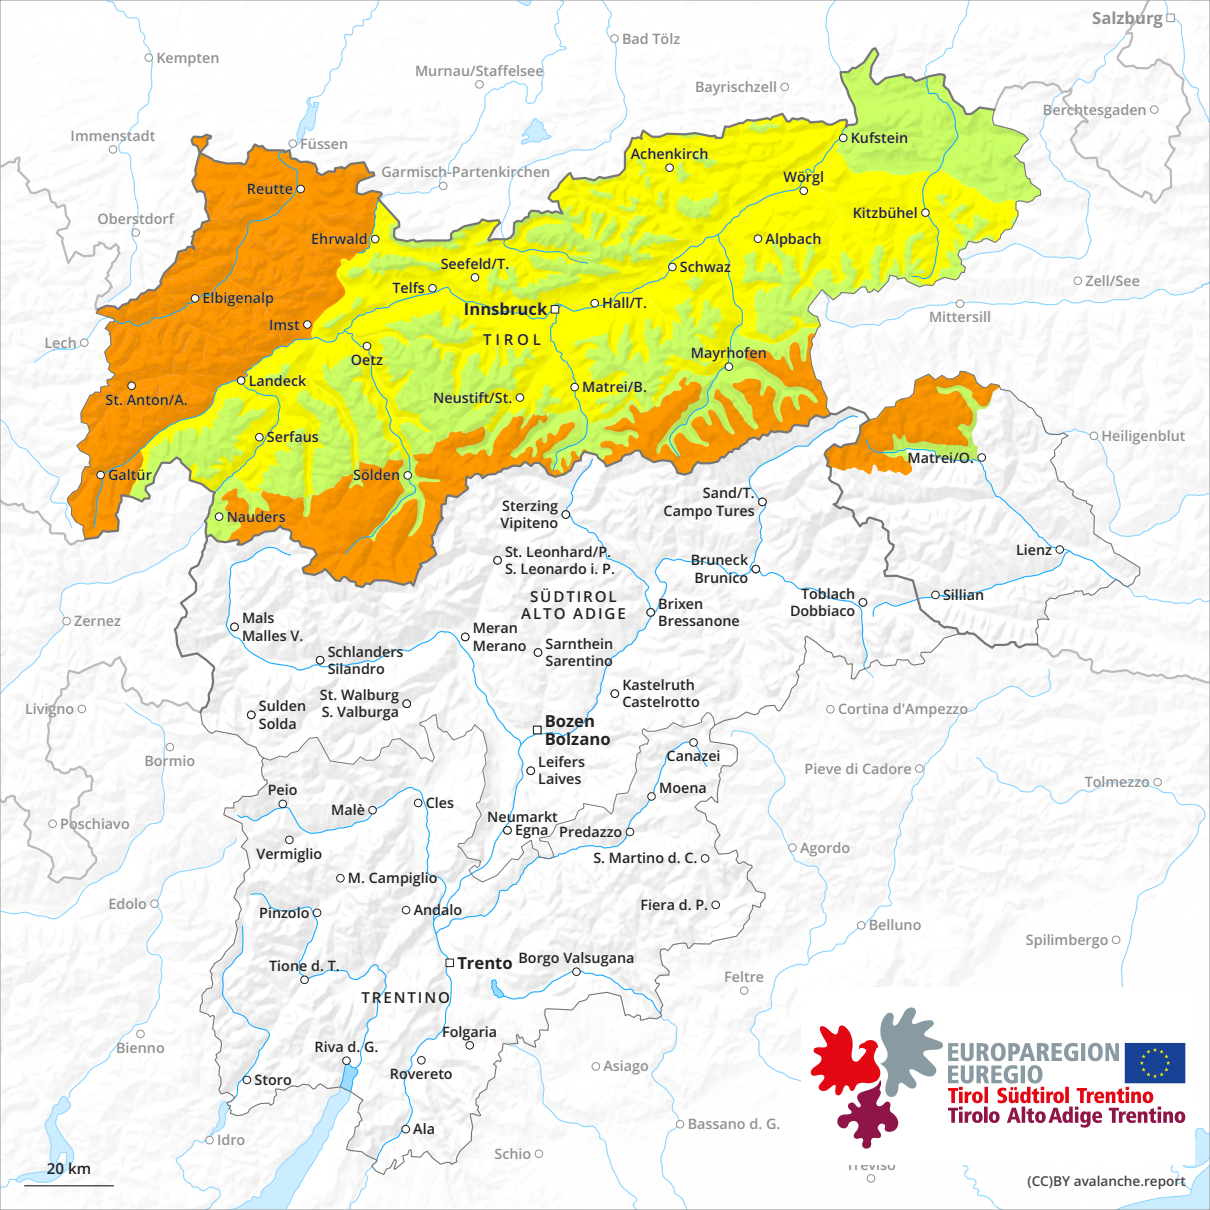 Salzburg
Bad Tölz
Kempten
Murnau/Staffelsee
Bayrischzell
Berchtesgaden
Immenstadt
Füssen
Kufstein
Achenkirch
Garmisch-Partenkirchen
Wörgl
Reutte
Oberstdorf
Kitzbühel
Ehrwald
Alpbach
Seefeld/T.
Schwaz
Zell/See
Telfs
Elbigenalp
Hall/T.
Innsbruck
Mittersill
Imst
TIROL
Lech
Mayrhofen
Oetz
Landeck
Matrei/B.
St. Anton/A.
Neustift/St.
Serfaus
Heiligenblut
Matrei/O.
Galtür
Sölden
Sand/T.
Campo Tures
Sterzing
Vipiteno
Nauders
Lienz
St. Leonhard/P.
S. Leonardo i. P.
Bruneck
Brunico
Sillian
Toblach
Dobbiaco
SÜDTIROL
ALTO ADIGE
Brixen
Bressanone
Zernez
Mals
Malles V.
Meran
Merano
Sarnthein
Sarentino
Schlanders
Silandro
Kastelruth
Castelrotto
St. Walburg
S. Valburga
Livigno
Sulden
Solda
Cortina d'Ampezzo
Bozen
Bolzano
Bormio
Canazei
Leifers
Laives
Pieve di Cadore
Tolmezzo
Peio
Moena
Malè
Cles
Neumarkt
Egna
Poschiavo
Predazzo
Vermiglio
Agordo
S. Martino d. C.
M. Campiglio
Edolo
Pinzolo
Andalo
Fiera d. P.
Belluno
Spilimbergo
Trento
Borgo Valsugana
Tione d. T.
Feltre
TRENTINO
Folgaria
Bienno
Riva d. G.
Rovereto
Asiago
Storo
EUROPAREGION
EUREGIO
Tirol Südtirol Trentino
Tirolo Alto Adige Trentino
Ala
Bassano d. G.
Idro
Schio
Treviso
20 km
(CC)BY avalanche.report